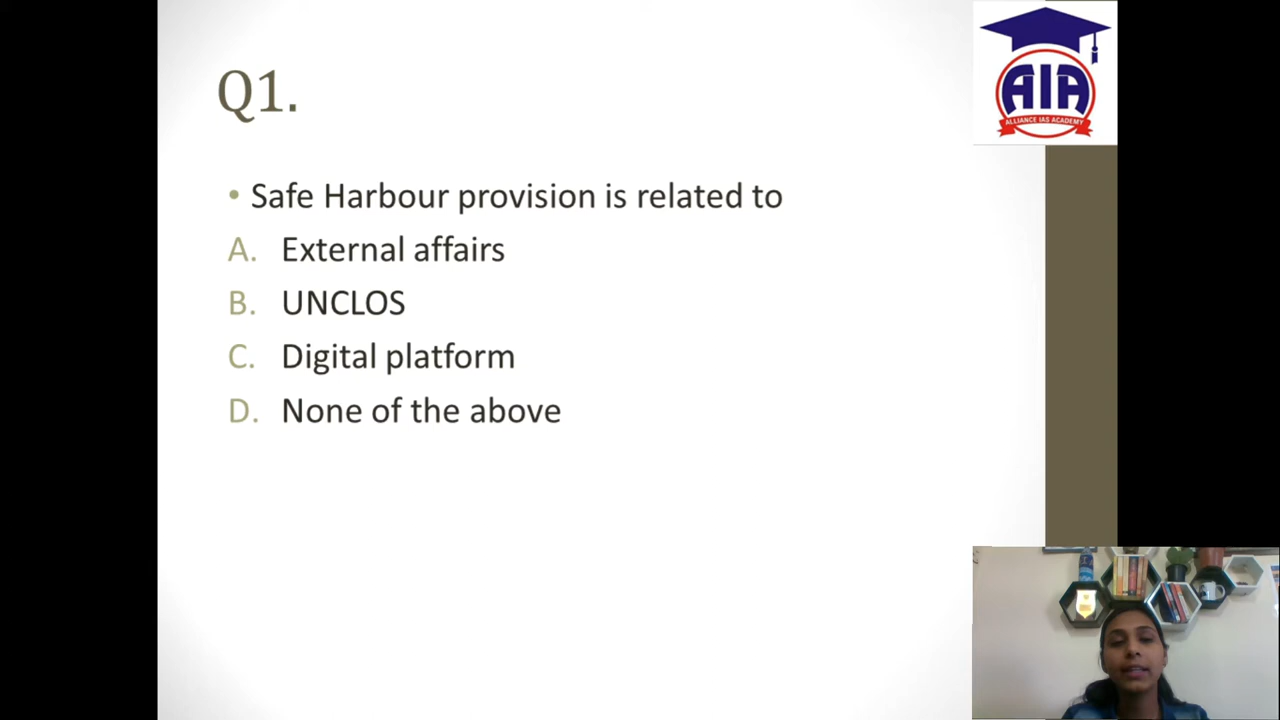 Q1.
AIA
ALLIANCE IAS ACADEMY
• Safe Harbour provision is related to
A. External affairs
B. UNCLOS
C. Digital platform
D. None of the above